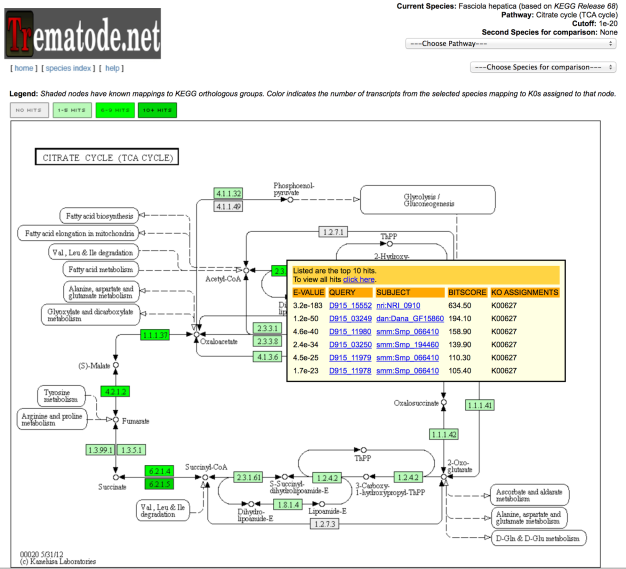 Trematode.net
Current Species: Fasciola hepatica (based on KEGG Release 68)
Pathway: Citrate cycle (TCA cycle)
Cutoff: 1e-20
Second Species for comparison: None
---Choose Pathway---
[ home ] [ species index ] [ help ]
---Choose Species for comparison---
Legend: Shaded nodes have known mappings to KEGG orthologous groups. Color indicates the number of transcripts from the selected species mapping to K0s assigned to that node.
NO HITS
1-5 HITS
10+ HITS
CITRATE CYCLE (TCA CYCLE)
Phosphoenol-
pyruvate
4.1.1.32
4.1.1.49
Glycolysis /
Gluconeogenesis
Fatty acid biosynthesis
Fatty acid elongation in mitochondria
1.2.7.1
ThPP
Val, Leu & Ile degradation
2-Hydroxy-
Fatty acid metabolism
Acetyl-CoA
2.3.
Alanine, aspartate and
glutamate metabolism
Glyoxylate and dicarboxylate
metabolism
Listed are the top 10 hits.
To view all hits click here.
E-VALUE QUERY SUBJECT BITSCORE KO ASSIGNMENTS
3.2e-183 D915_15552 nri:NRI_0910 634.50 K00627
1.2e-50 D915_03249 dan:Dana_GF15860 194.10 K00627
4.6e-40 D915_11980 smm:Smp_066410 158.90 K00627
2.4e-34 D915_03250 smm:Smp_194460 139.90 K00627
4.5e-25 D915_11979 smm:Smp_066410 110.30 K00627
1.7e-23 D915_11978 smm:Smp_066410 105.40 K00627
1.1.1.37
Oxaloacetate
2.3.3.1
2.3.3.8
4.1.3.6
(S)-Malate
4.2.1.2
Tyrosine
metabolism
Arginine and proline
metabolism
Fumarate
Oxalosuccinate
1.1.1.41
1.1.1.42
1.3.99.1
1.3.5.1
Succinate
6.2.1.4
6.2.1.5
Succinyl-CoA
2.3.1.61
S-Succinyl-
dihydrolipoamide-E
1.2.4.2
ThPP
3-Carboxy-
1-hydroxypropyl-ThPP
1.2.4.2
2-Oxo-
glutarate
Val, Leu & Ile
degradation
Dihydro-
lipoamide-E
1.8.1.4
Lipoamide-E
1.2.7.3
Ascorbate and aldarate
metabolism
Alanine, aspartate and
glutamate metabolism
D-Gln & D-Glu metabolism
00020 5/31/12
(c) Kanehisa Laboratories